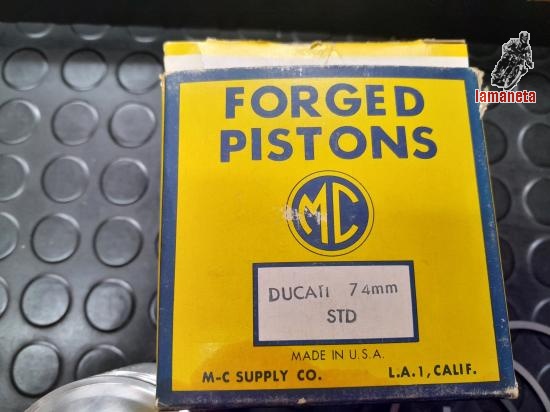 lamaneta
FORGED
PISTONS
MC
DUCATI 74mm
STD
MADE IN U.S.A.
M-C SUPPLY CO. L.A.1, CALIF.